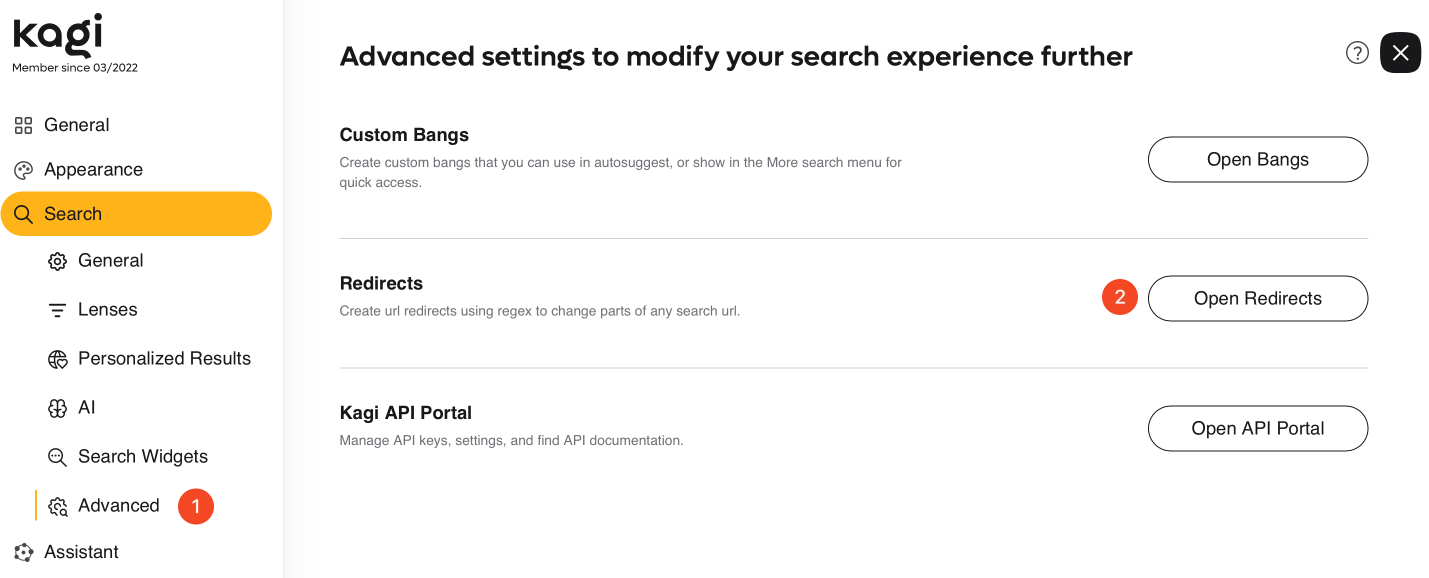 kagi
Member since 03/2022
General
Appearance
Search
General
Lenses
Personalized Results
AI
Search Widgets
Advanced 1
Assistant
Advanced settings to modify your search experience further
?
Custom Bangs
Create custom bangs that you can use in autosuggest, or show in the More search menu for
quick access.
Open Bangs
Redirects
Create url redirects using regex to change parts of any search url.
2 Open Redirects
Kagi API Portal
Manage API keys, settings, and find API documentation.
Open API Portal